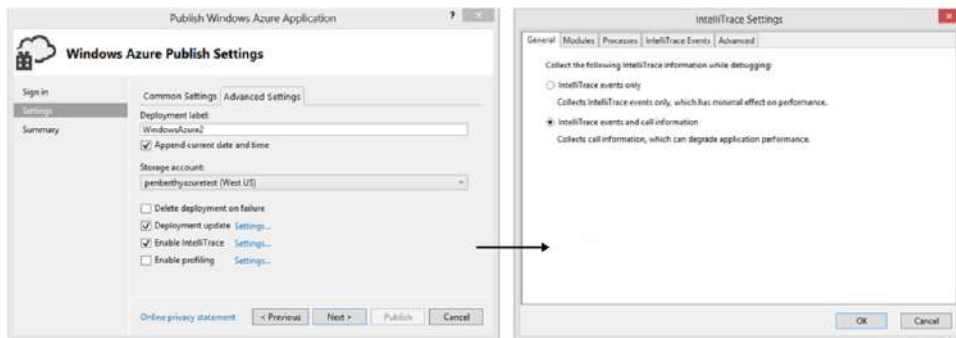 Publish Windows Azure Application
?
Windows Azure Publish Settings
Sign in
Settings
Summary
Common Settings
Advanced Settings
Deployment label:
WindowsAzure2
Append current date and time
Storage account:
penberthyazuretest (West US)
Delete deployment on failure
Deployment update Settings...
Enable IntelliTrace Settings...
Enable profiling Settings...
Online privacy statement
< Previous
Next >
Publish
Cancel
IntelliTrace Settings
General
Modules
Processes
IntelliTrace Events
Advanced
Collect the following IntelliTrace information while debugging:
IntelliTrace events only
Collects IntelliTrace events only, which has minimal effect on performance.
IntelliTrace events and call information
Collects call information, which can degrade application performance.
OK
Cancel